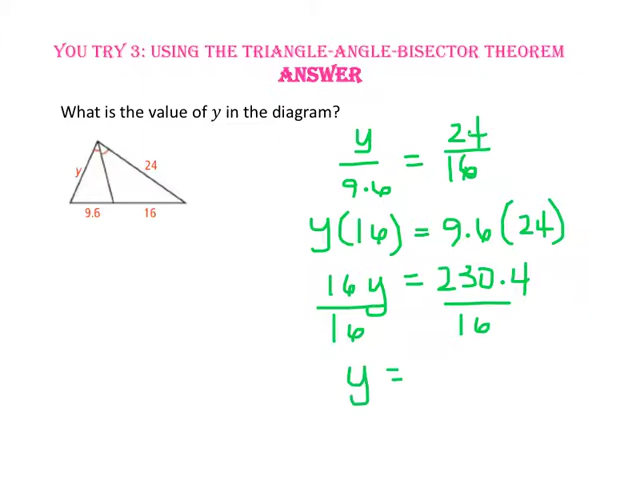 YOU TRY 3: USING THE TRIANGLE-ANGLE-BISECTOR THEOREM
ANSWER
What is the value of y in the diagram?
y
24
9.6
16
y/9.6 = 24/16
y(16) = 9.6(24)
16y/16 = 230.4/16
y =